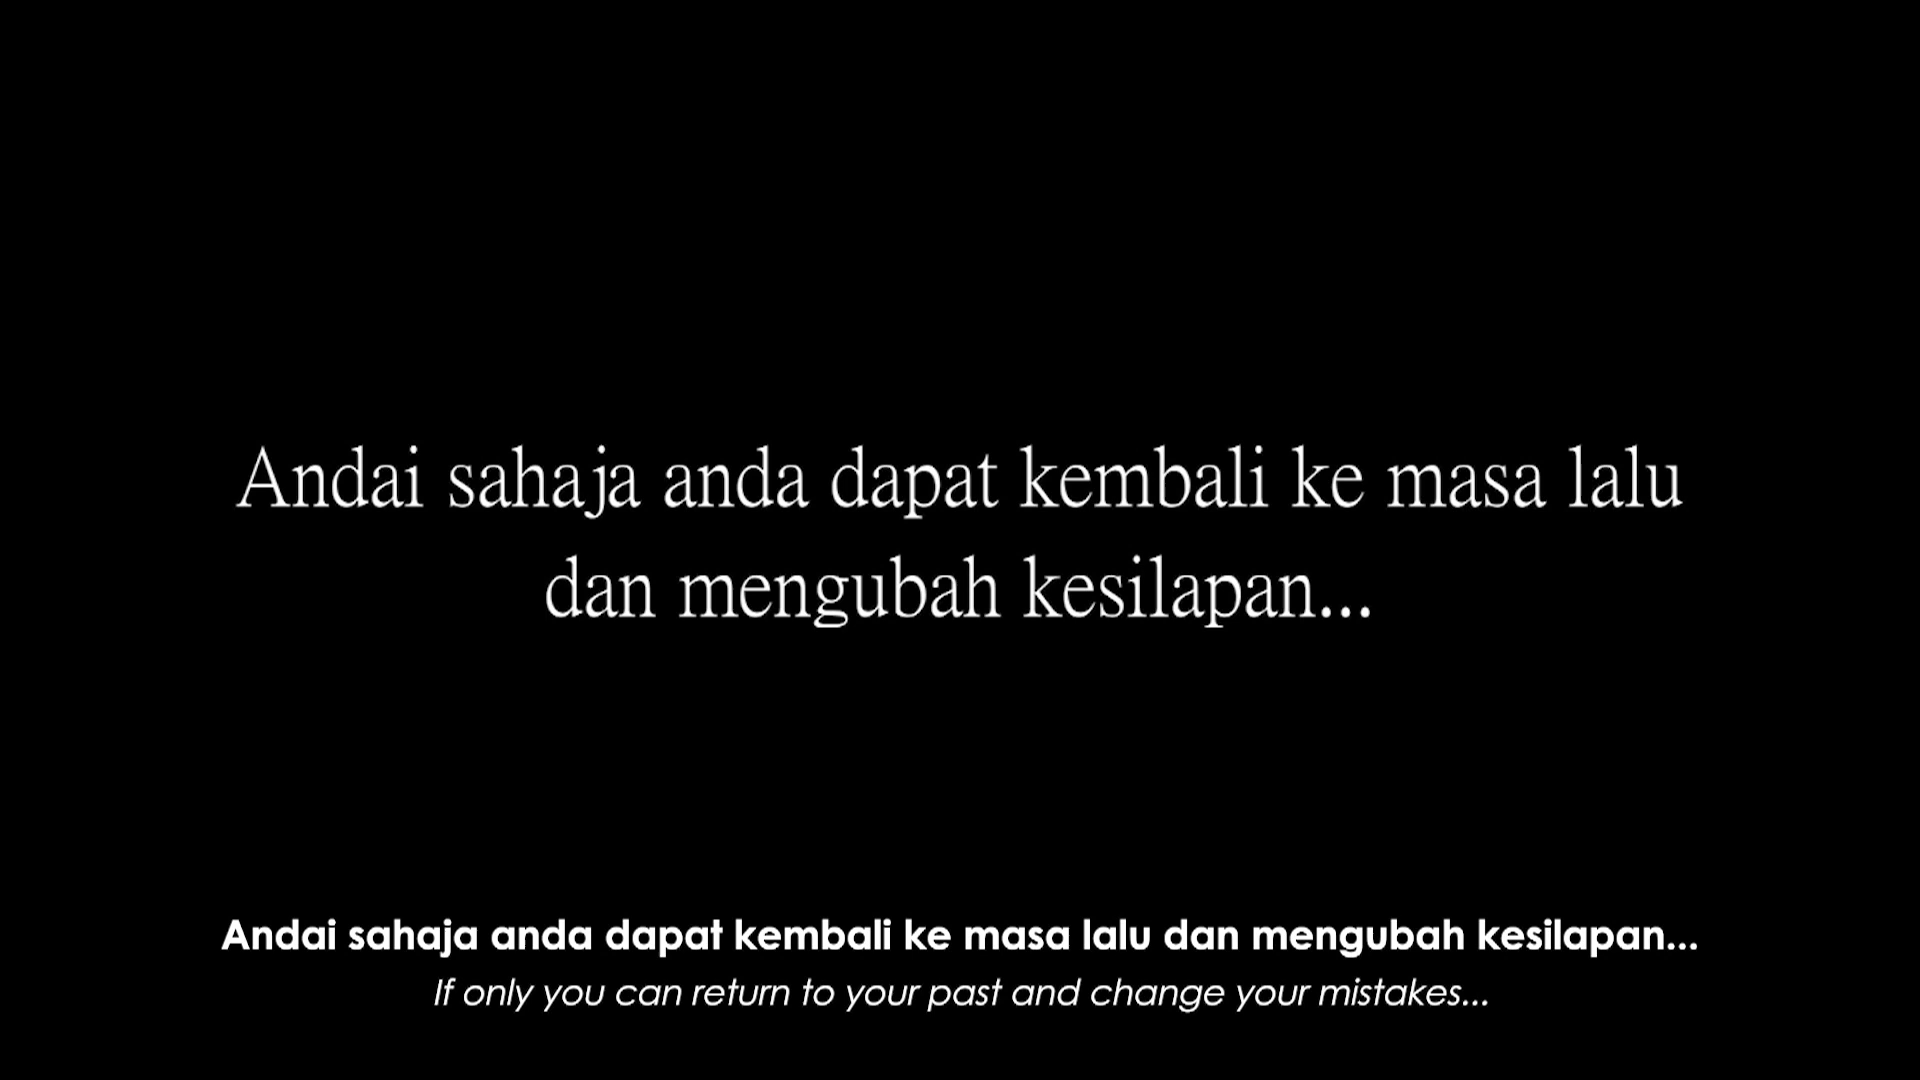 Andai sahaja anda dapat kembali ke masa lalu
dan mengubah kesilapan...
Andai sahaja anda dapat kembali ke masa lalu dan mengubah kesilapan...
If only you can return to your past and change your mistakes...